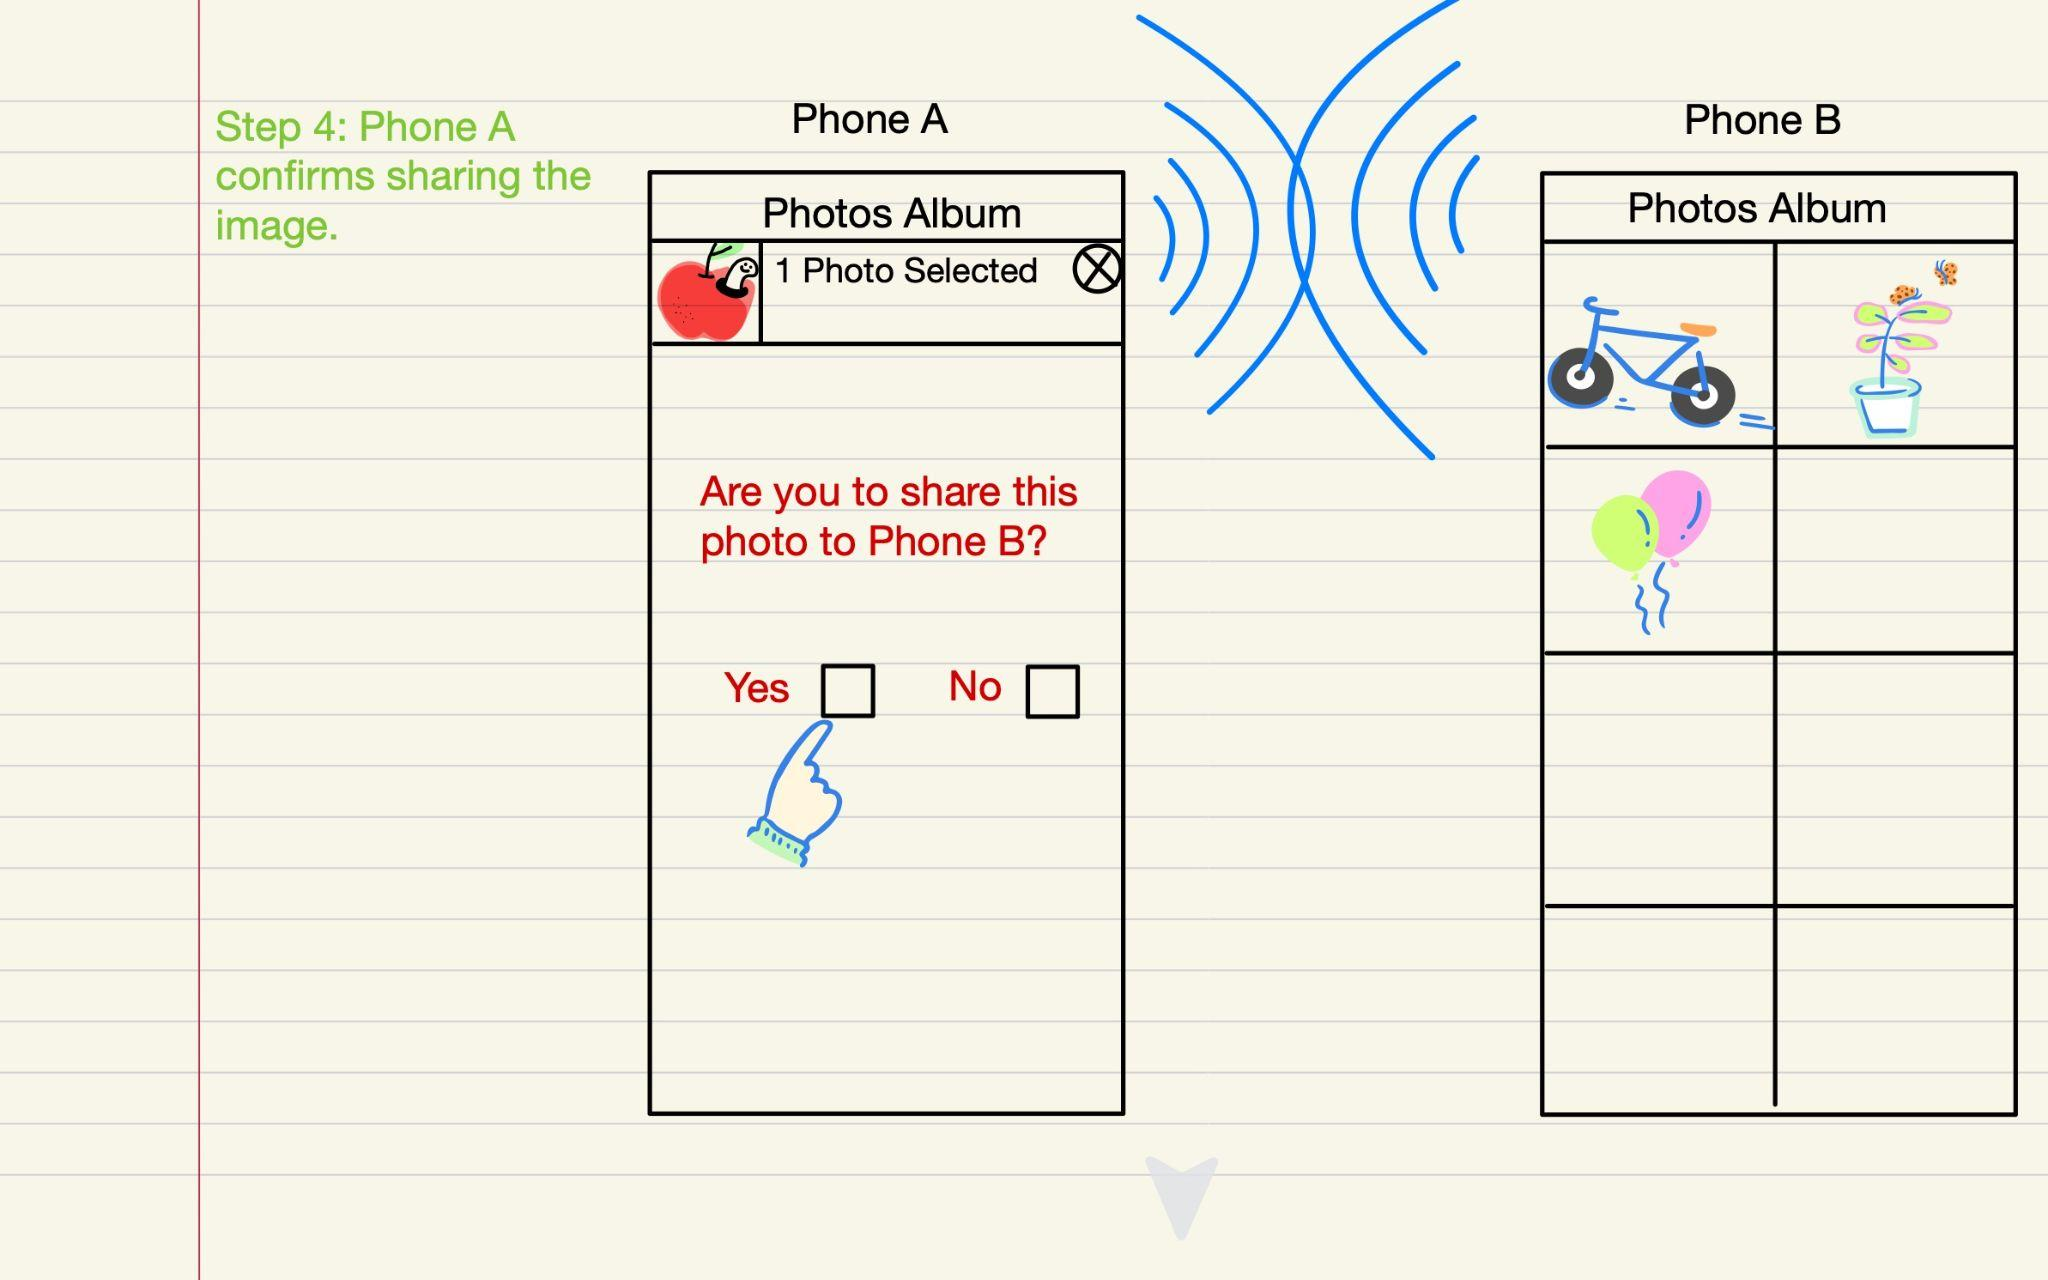 Step 4: Phone A
confirms sharing the
image.
Phone A
Photos Album
1 Photo Selected
Are you to share this
photo to Phone B?
Yes
No
Phone B
Photos Album